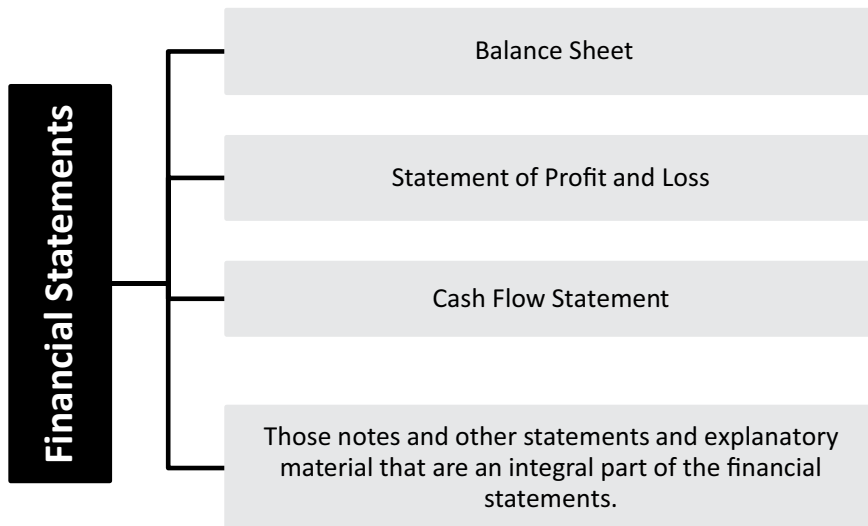 Financial Statements
Balance Sheet
Statement of Profit and Loss
Cash Flow Statement
Those notes and other statements and explanatory
material that are an integral part of the financial
statements.